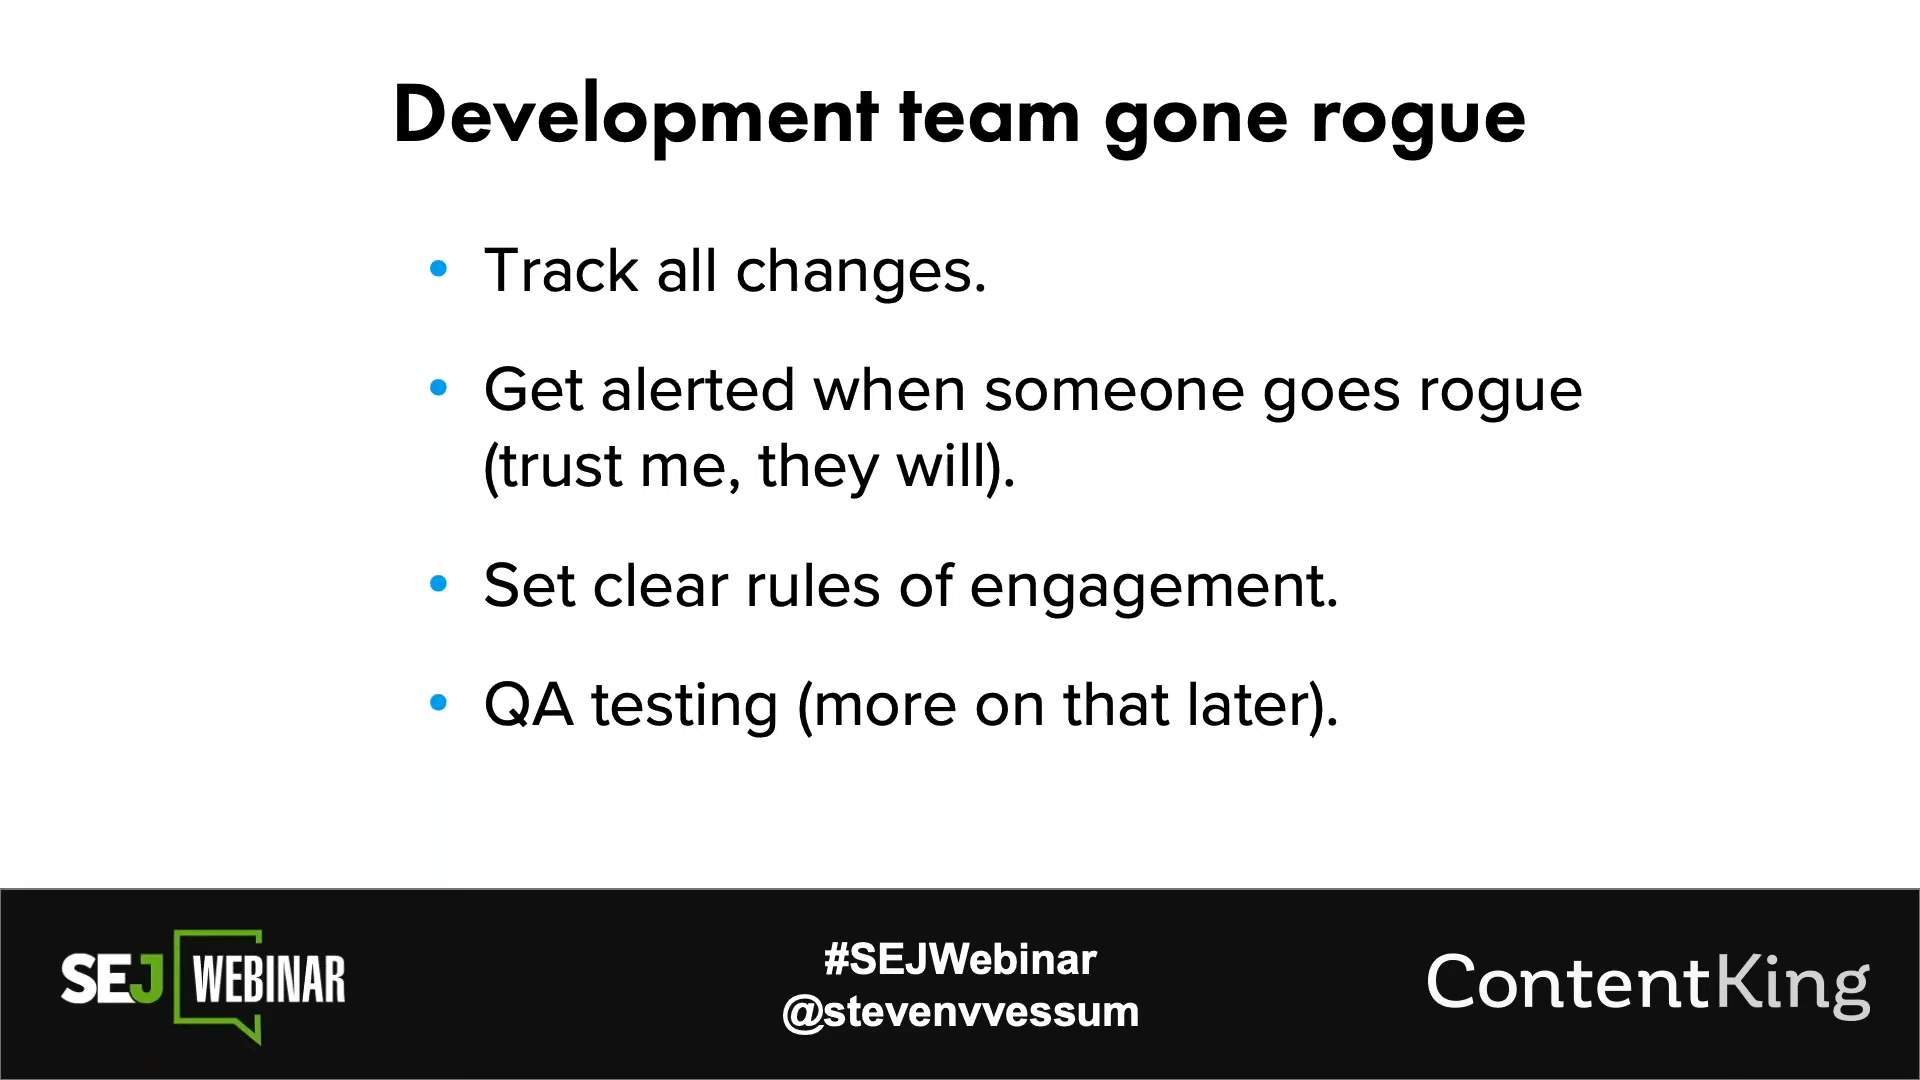 Development team gone rogue
• Track all changes.
• Get alerted when someone goes rogue
(trust me, they will).
• Set clear rules of engagement.
• QA testing (more on that later).
SEJ WEBINAR
#SEJWebinar
@stevenvvessum
ContentKing